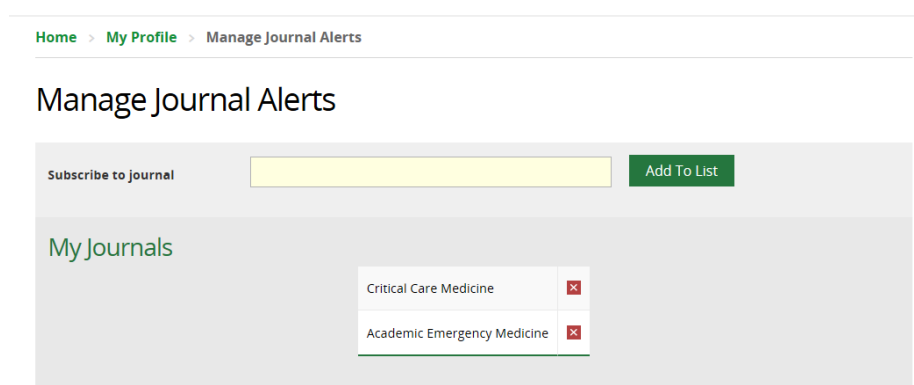 Home > My Profile > Manage Journal Alerts
Manage Journal Alerts
Subscribe to journal Add To List
My Journals
Critical Care Medicine
Academic Emergency Medicine